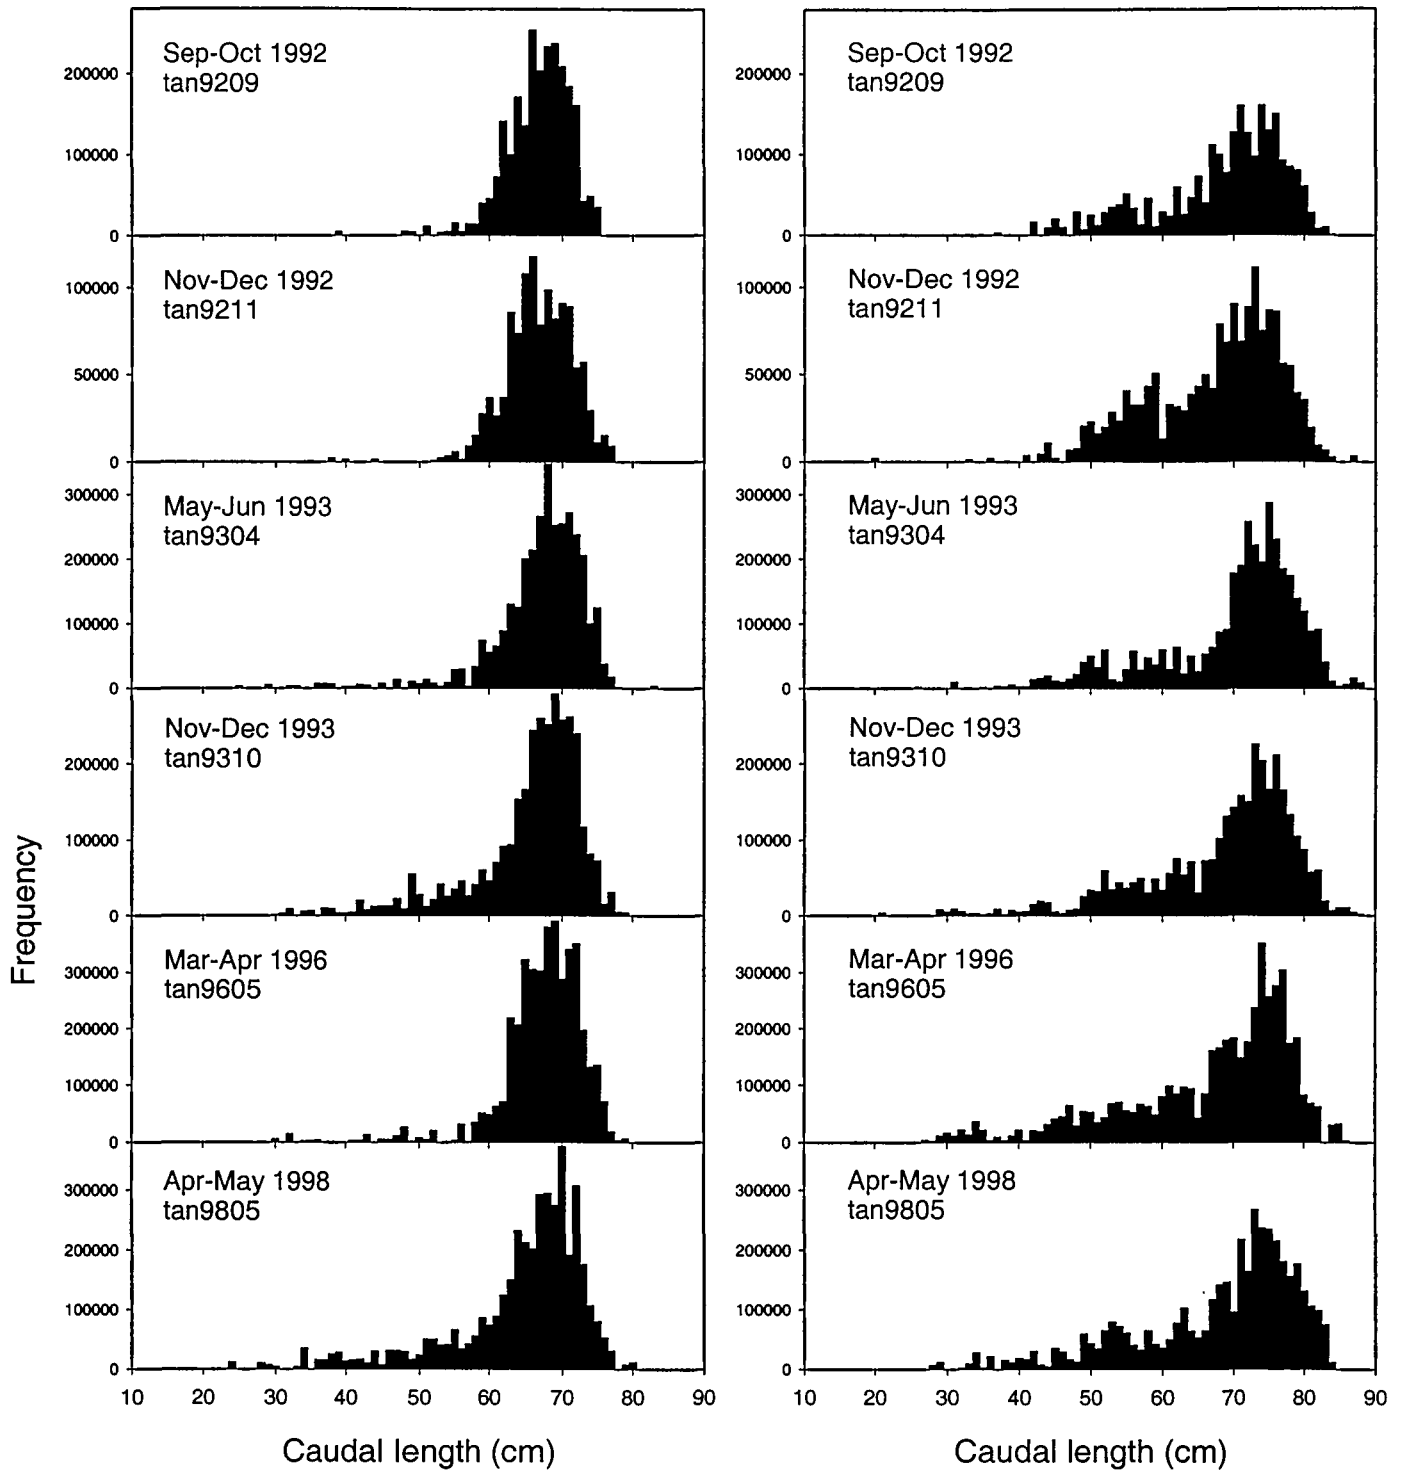 Sep-Oct 1992
tan9209
200000
100000
0
Sep-Oct 1992
tan9209
200000
100000
0
Nov-Dec 1992
tan9211
100000
50000
0
Nov-Dec 1992
tan9211
100000
50000
0
May-Jun 1993
tan9304
300000
200000
100000
0
May-Jun 1993
tan9304
300000
200000
100000
0
Nov-Dec 1993
tan9310
200000
100000
0
Nov-Dec 1993
tan9310
200000
100000
0
Frequency
Mar-Apr 1996
tan9605
300000
200000
100000
0
Mar-Apr 1996
tan9605
300000
200000
100000
0
Apr-May 1998
tan9805
300000
200000
100000
0
Apr-May 1998
tan9805
300000
200000
100000
0
10 20 30 40 50 60 70 80 90
10 20 30 40 50 60 70 80 90
Caudal length (cm)
Caudal length (cm)